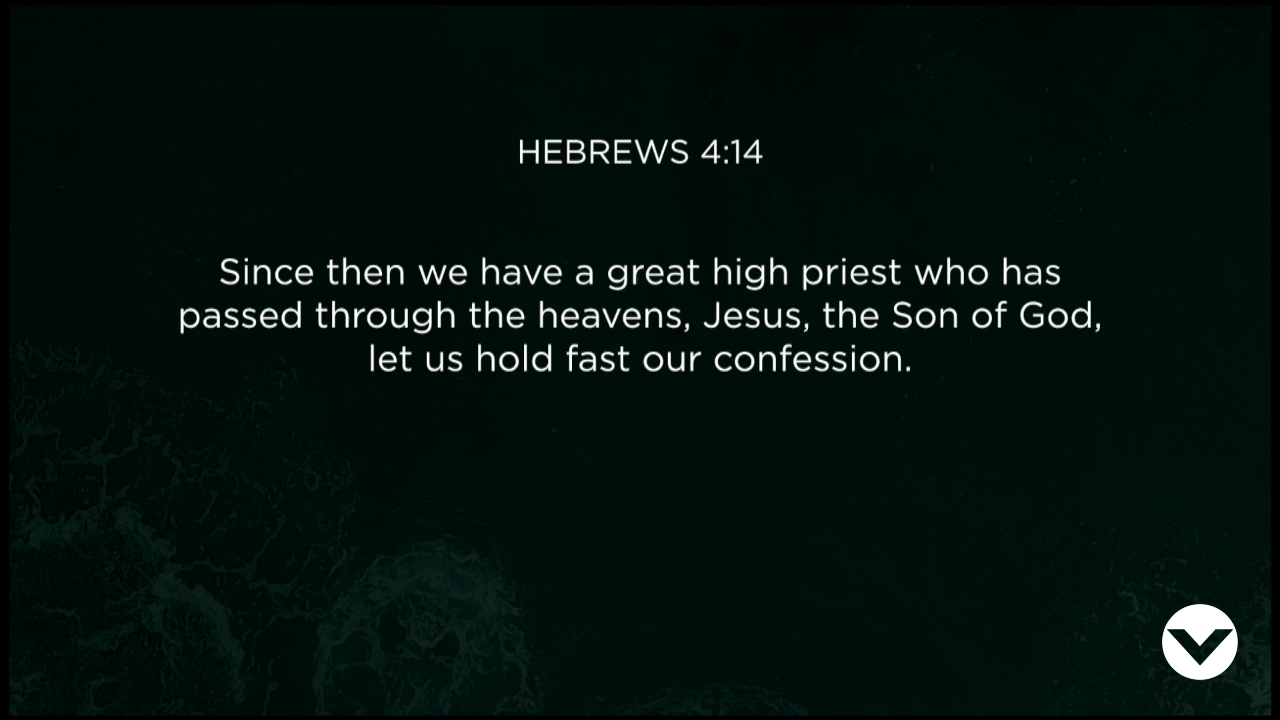 HEBREWS 4:14
Since then we have a great high priest who has
passed through the heavens, Jesus, the Son of God,
let us hold fast our confession.